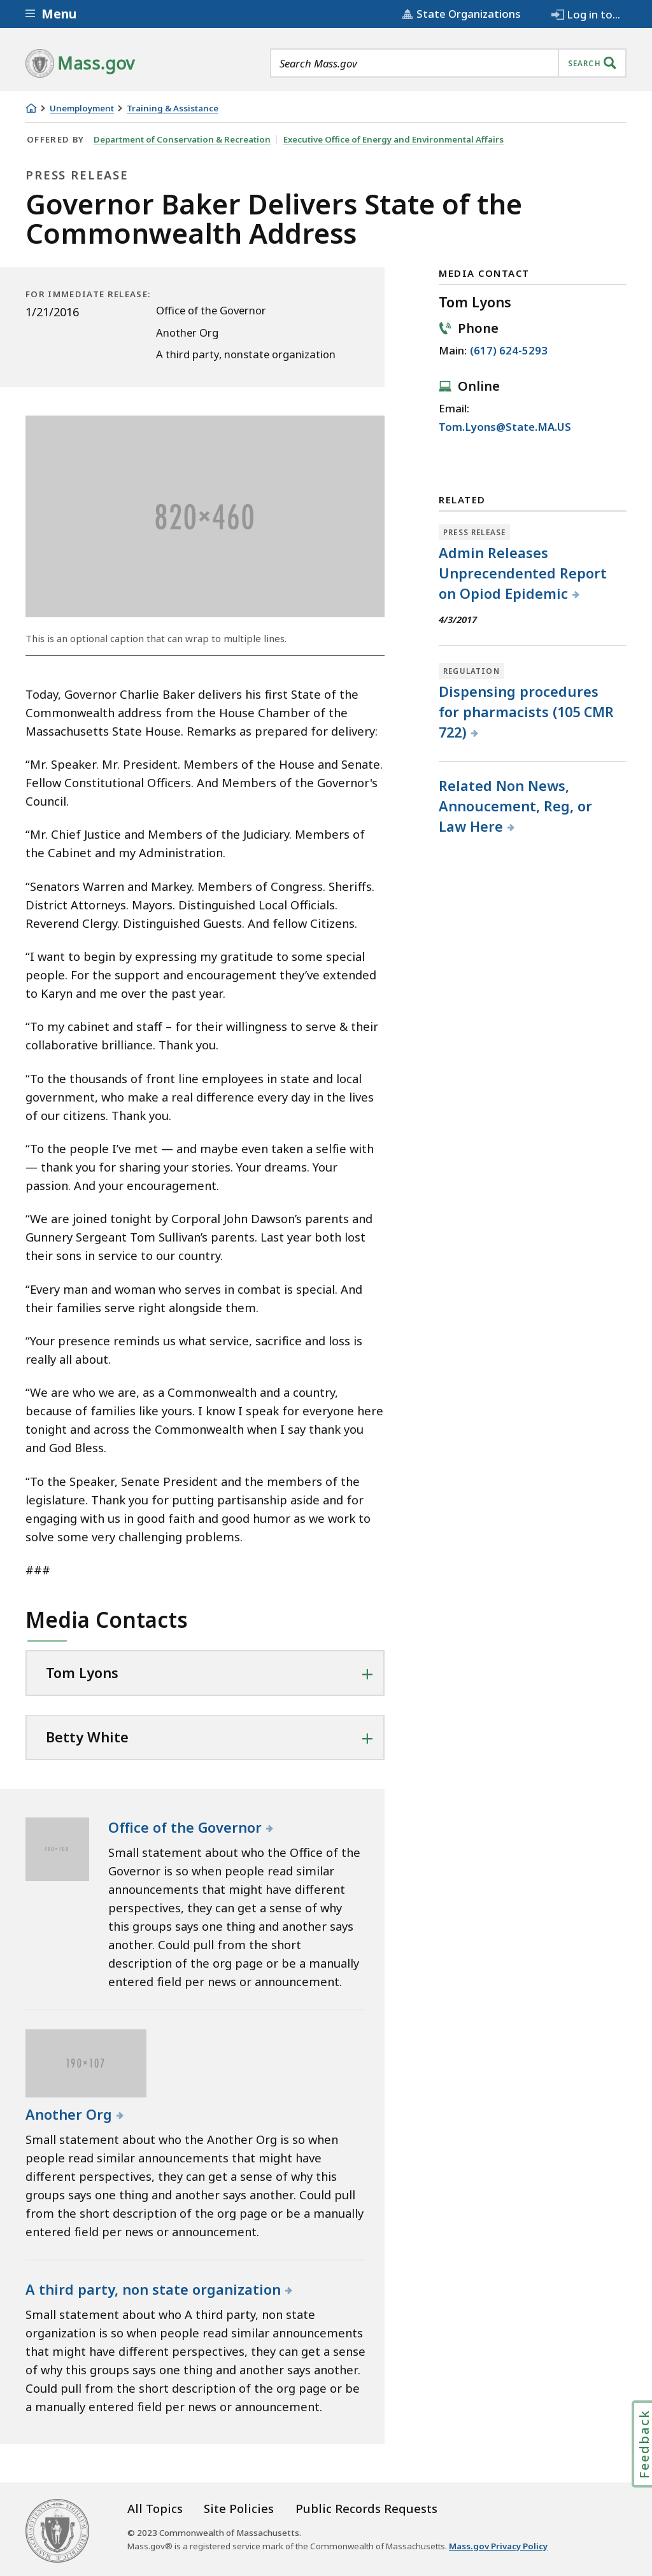 Menu
State Organizations
Log in to...
Mass.gov
Search Mass.gov
SEARCH
Unemployment
Training & Assistance
OFFERED BY
Department of Conservation & Recreation
Executive Office of Energy and Environmental Affairs
PRESS RELEASE
Governor Baker Delivers State of the
Commonwealth Address
FOR IMMEDIATE RELEASE:
1/21/2016
Office of the Governor
Another Org
A third party, nonstate organization
820×460
This is an optional caption that can wrap to multiple lines.
Today, Governor Charlie Baker delivers his first State of the
Commonwealth address from the House Chamber of the
Massachusetts State House. Remarks as prepared for delivery:
“Mr. Speaker. Mr. President. Members of the House and Senate.
Fellow Constitutional Officers. And Members of the Governor's
Council.
“Mr. Chief Justice and Members of the Judiciary. Members of
the Cabinet and my Administration.
“Senators Warren and Markey. Members of Congress. Sheriffs.
District Attorneys. Mayors. Distinguished Local Officials.
Reverend Clergy. Distinguished Guests. And fellow Citizens.
“I want to begin by expressing my gratitude to some special
people. For the support and encouragement they’ve extended
to Karyn and me over the past year.
“To my cabinet and staff – for their willingness to serve & their
collaborative brilliance. Thank you.
“To the thousands of front line employees in state and local
government, who make a real difference every day in the lives
of our citizens. Thank you.
“To the people I’ve met — and maybe even taken a selfie with
— thank you for sharing your stories. Your dreams. Your
passion. And your encouragement.
“We are joined tonight by Corporal John Dawson’s parents and
Gunnery Sergeant Tom Sullivan’s parents. Last year both lost
their sons in service to our country.
“Every man and woman who serves in combat is special. And
their families serve right alongside them.
“Your presence reminds us what service, sacrifice and loss is
really all about.
“We are who we are, as a Commonwealth and a country,
because of families like yours. I know I speak for everyone here
tonight and across the Commonwealth when I say thank you
and God Bless.
“To the Speaker, Senate President and the members of the
legislature. Thank you for putting partisanship aside and for
engaging with us in good faith and good humor as we work to
solve some very challenging problems.
###
Media Contacts
Tom Lyons
Betty White
MEDIA CONTACT
Tom Lyons
Phone
Main: (617) 624-5293
Online
Email:
Tom.Lyons@State.MA.US
RELATED
PRESS RELEASE
Admin Releases
Unprecendented Report
on Opiod Epidemic
4/3/2017
REGULATION
Dispensing procedures
for pharmacists (105 CMR
722)
Related Non News,
Annoucement, Reg, or
Law Here
100×100
Office of the Governor
Small statement about who the Office of the
Governor is so when people read similar
announcements that might have different
perspectives, they can get a sense of why
this groups says one thing and another says
another. Could pull from the short
description of the org page or be a manually
entered field per news or announcement.
190×107
Another Org
Small statement about who the Another Org is so when
people read similar announcements that might have
different perspectives, they can get a sense of why this
groups says one thing and another says another. Could pull
from the short description of the org page or be a manually
entered field per news or announcement.
A third party, non state organization
Small statement about who A third party, non state
organization is so when people read similar announcements
that might have different perspectives, they can get a sense
of why this groups says one thing and another says another.
Could pull from the short description of the org page or be
a manually entered field per news or announcement.
Feedback
All Topics
Site Policies
Public Records Requests
© 2023 Commonwealth of Massachusetts.
Mass.gov® is a registered service mark of the Commonwealth of Massachusetts. Mass.gov Privacy Policy